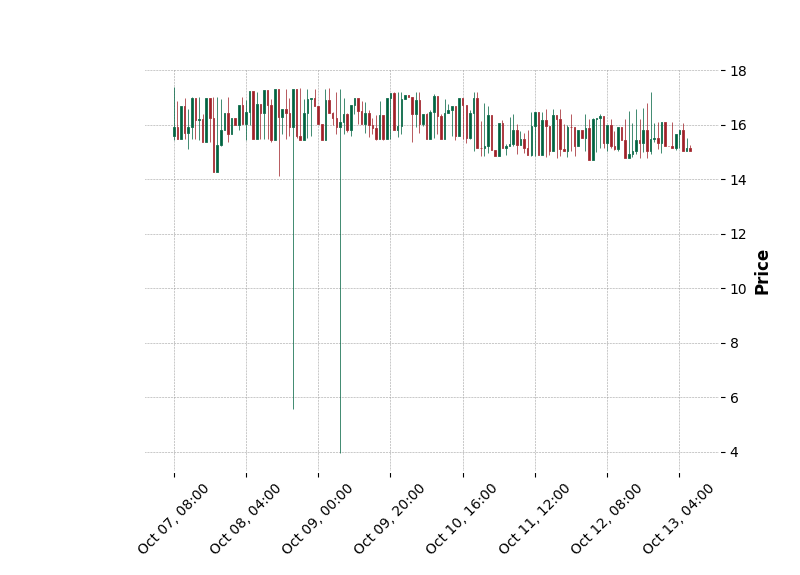 18
16
14
12
10
8
6
4
Price
Oct 07, 08:00
Oct 08, 04:00
Oct 09, 00:00
Oct 09, 20:00
Oct 10, 16:00
Oct 11, 12:00
Oct 12, 08:00
Oct 13, 04:00